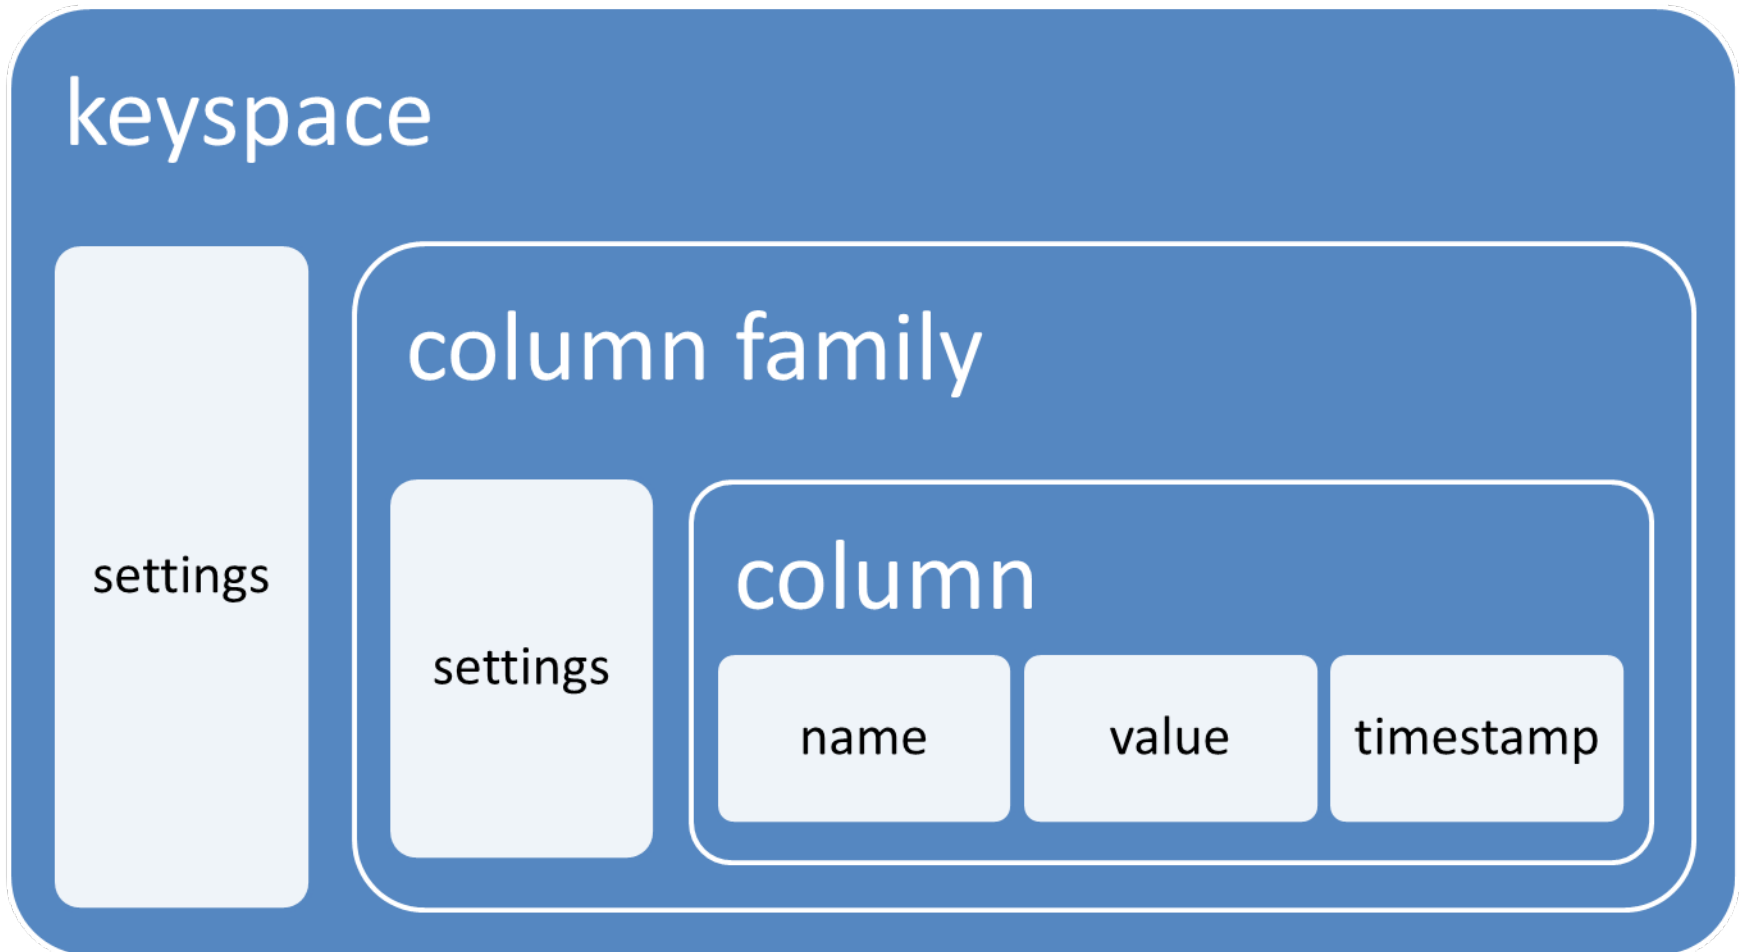 keyspace
settings
column family
settings
column
name
value
timestamp